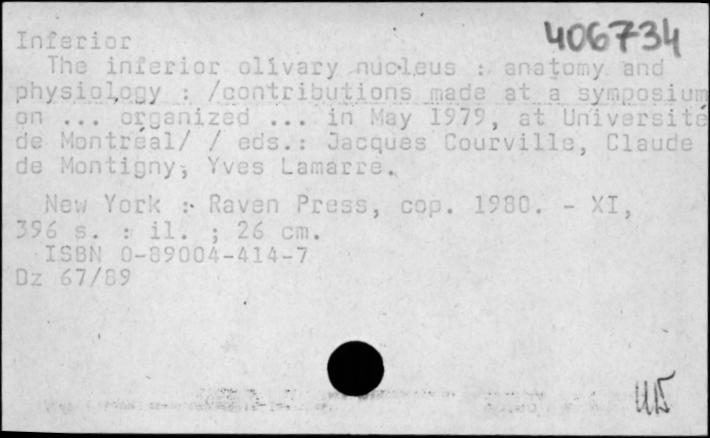 406734
Inferior
The inferior olivary nucleus : anatomy and
physiology : /contributions made at a symposium
on ... organized ... in May 1979, at Université
de Montréal/ / eds.: Jacques Courville, Claude
de Montigny, Yves Lamarre.
New York : Raven Press, cop. 1980. - XI,
396 s. : il. ; 26 cm.
ISBN 0-89004-414-7
Dz 67/89